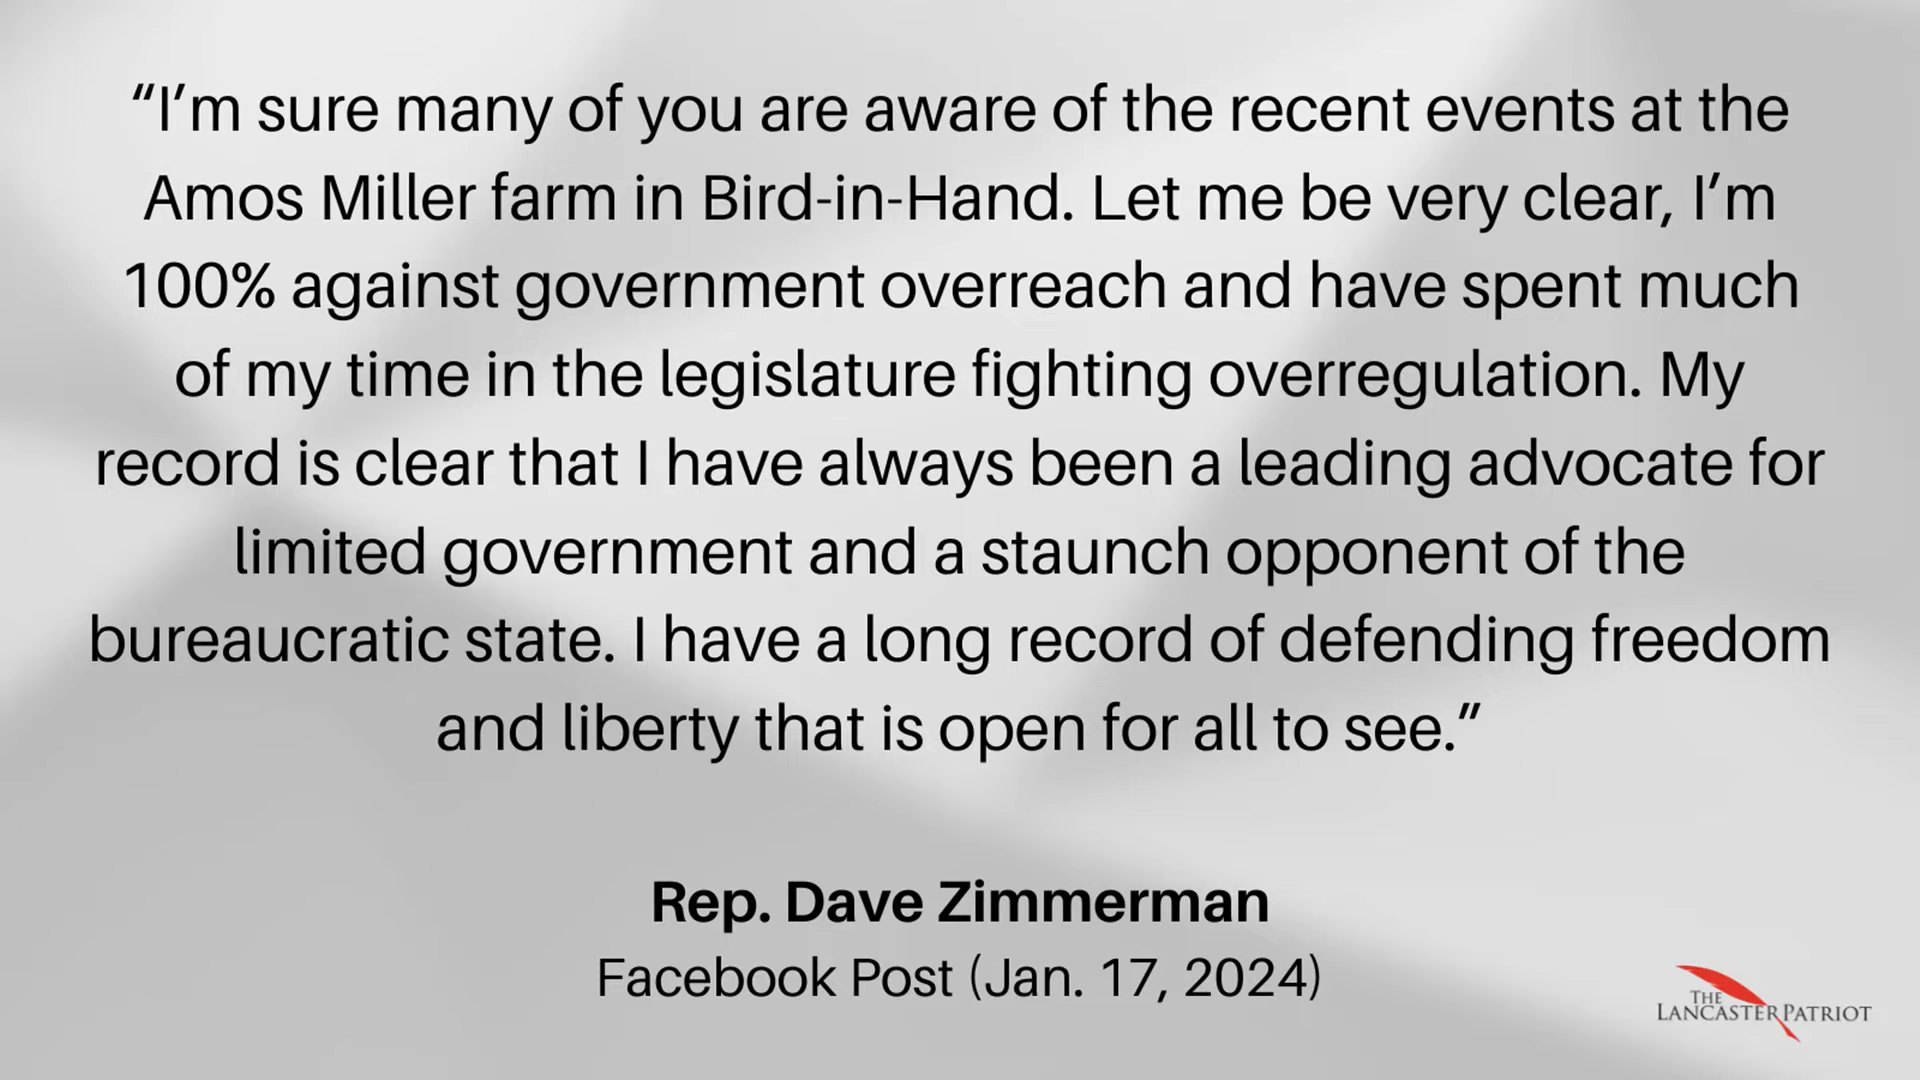 “I’m sure many of you are aware of the recent events at the
Amos Miller farm in Bird-in-Hand. Let me be very clear, I’m
100% against government overreach and have spent much
of my time in the legislature fighting overregulation. My
record is clear that I have always been a leading advocate for
limited government and a staunch opponent of the
bureaucratic state. I have a long record of defending freedom
and liberty that is open for all to see.”
Rep. Dave Zimmerman
Facebook Post (Jan. 17, 2024)
THE
LANCASTER PATRIOT